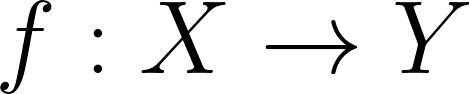 f : X → Y